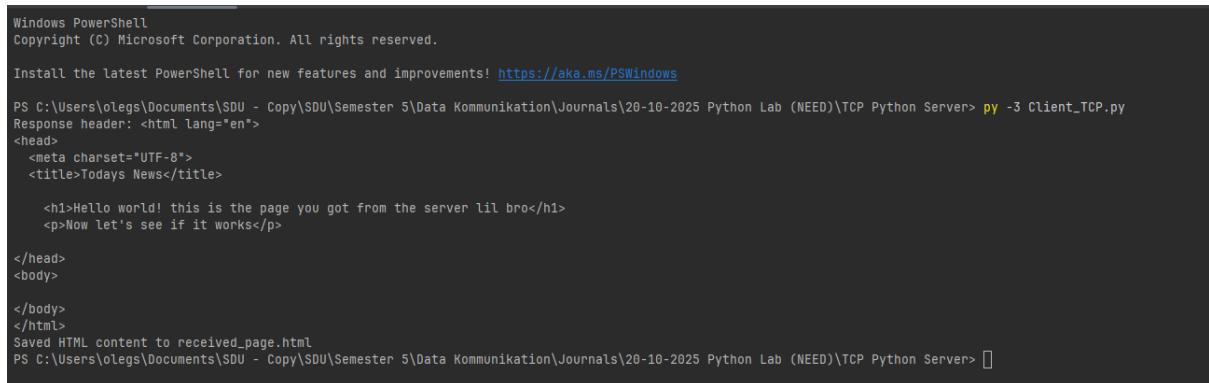 Windows PowerShell
Copyright (C) Microsoft Corporation. All rights reserved.
Install the latest PowerShell for new features and improvements! https://aka.ms/PSWindows
PS C:\Users\olegs\Documents\SDU - Copy\SDU\Semester 5\Data Kommunikation\Journals\20-10-2025 Python Lab (NEED)\TCP Python Server> py -3 Client_TCP.py
Response header: <html lang="en">
<head>
  <meta charset="UTF-8">
  <title>Todays News</title>
    <h1>Hello world! this is the page you got from the server lil bro</h1>
    <p>Now let's see if it works</p>
</head>
<body>
</body>
</html>
Saved HTML content to received_page.html
PS C:\Users\olegs\Documents\SDU - Copy\SDU\Semester 5\Data Kommunikation\Journals\20-10-2025 Python Lab (NEED)\TCP Python Server>